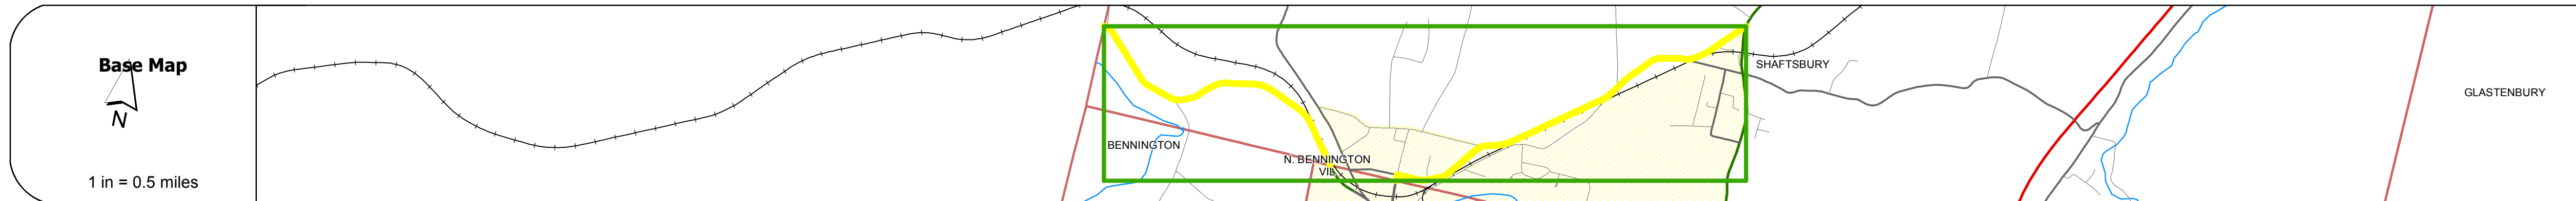 Base Map
N
1 in = 0.5 miles
BENNINGTON
N. BENNINGTON
VIL
SHAFTSBURY
GLASTENBURY